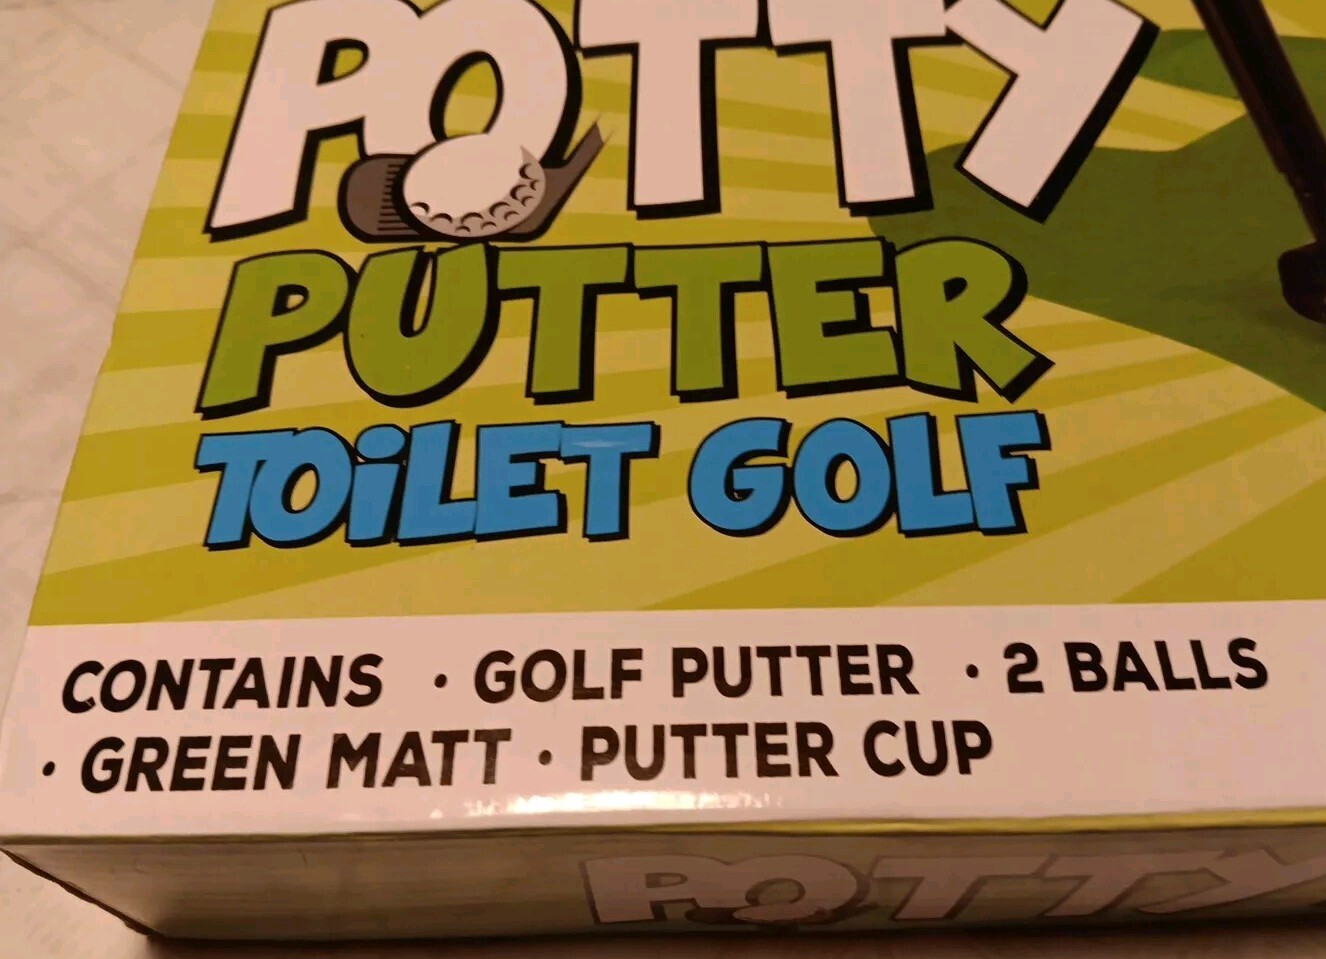 POTTY
PUTTER
TOiLET GOLF
CONTAINS · GOLF PUTTER · 2 BALLS
· GREEN MATT · PUTTER CUP
POTTY